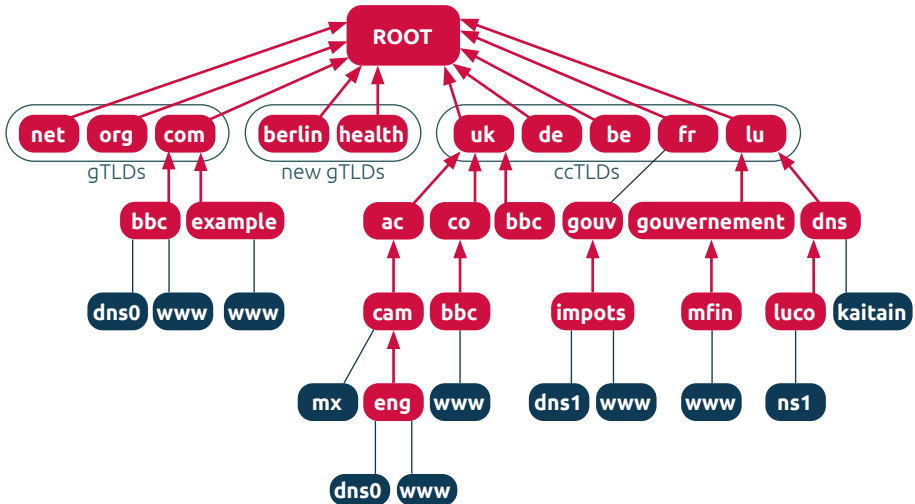 ROOT
net org com berlin health uk de be fr lu
gTLDs new gTLDs ccTLDs
bbc example ac co bbc gouv gouvernement dns
dns0 www www cam bbc impots mfin luco kaitain
mx eng www dns1 www www ns1
dns0 www